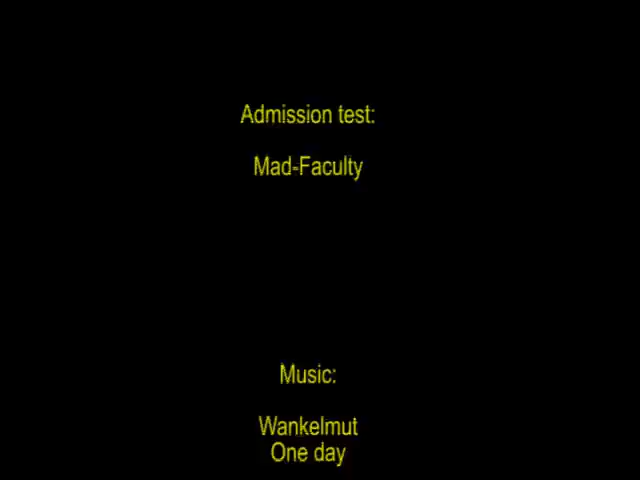 Admission test:
Mad-Faculty
Music:
Wankelmut
One day